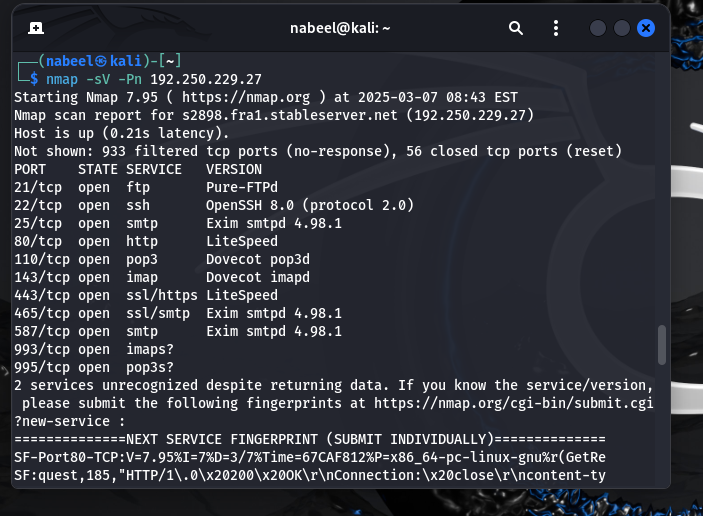 nabeel@kali: ~
┌──(nabeel㉿kali)-[~]
└─$ nmap -sV -Pn 192.250.229.27
Starting Nmap 7.95 ( https://nmap.org ) at 2025-03-07 08:43 EST
Nmap scan report for s2898.fra1.stableserver.net (192.250.229.27)
Host is up (0.21s latency).
Not shown: 933 filtered tcp ports (no-response), 56 closed tcp ports (reset)
PORT    STATE SERVICE   VERSION
21/tcp  open  ftp       Pure-FTPd
22/tcp  open  ssh       OpenSSH 8.0 (protocol 2.0)
25/tcp  open  smtp      Exim smtpd 4.98.1
80/tcp  open  http      LiteSpeed
110/tcp open  pop3      Dovecot pop3d
143/tcp open  imap      Dovecot imapd
443/tcp open  ssl/https LiteSpeed
465/tcp open  ssl/smtp  Exim smtpd 4.98.1
587/tcp open  smtp      Exim smtpd 4.98.1
993/tcp open  imaps?
995/tcp open  pop3s?
2 services unrecognized despite returning data. If you know the service/version,
 please submit the following fingerprints at https://nmap.org/cgi-bin/submit.cgi
?new-service :
==============NEXT SERVICE FINGERPRINT (SUBMIT INDIVIDUALLY)==============
SF-Port80-TCP:V=7.95%I=7%D=3/7%Time=67CAF812%P=x86_64-pc-linux-gnu%r(GetRe
SF:quest,185,"HTTP/1\.0\x20200\x20OK\r\nConnection:\x20close\r\ncontent-ty